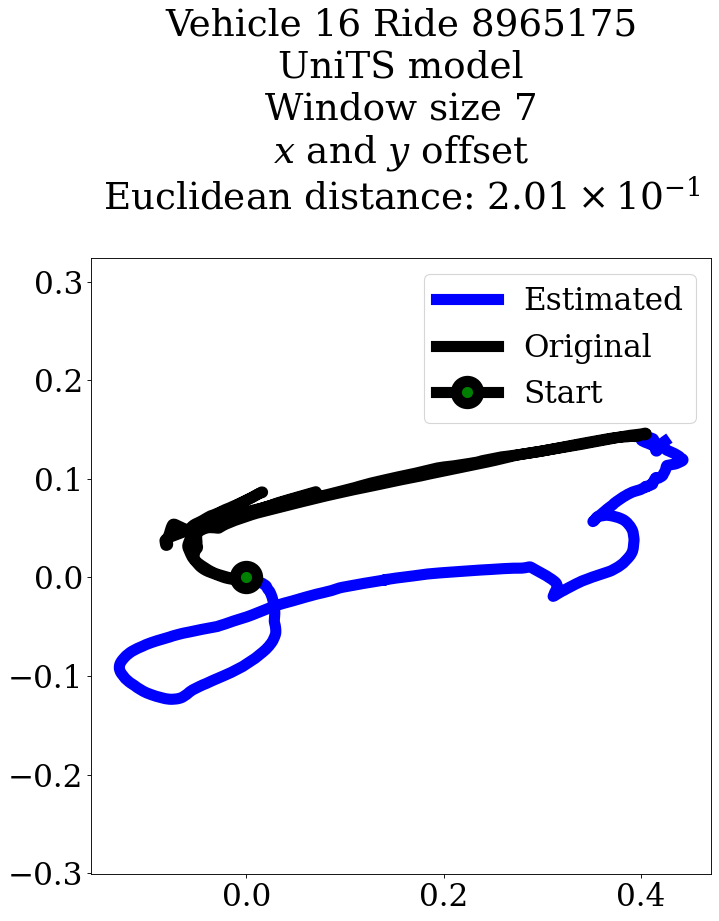 Vehicle 16 Ride 8965175
UniTS model
Window size 7
x and y offset
Euclidean distance: 2.01 × 10⁻¹
Estimated
Original
Start
0.3
0.2
0.1
0.0
−0.1
−0.2
−0.3
0.0 0.2 0.4